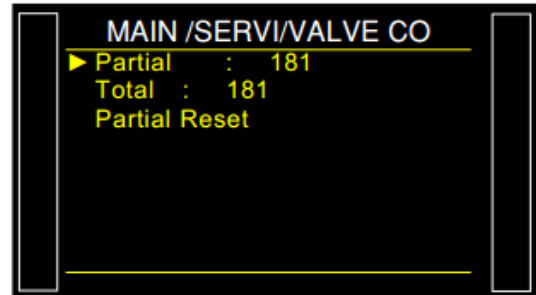 MAIN /SERVI/VALVE CO
Partial : 181
Total : 181
Partial Reset